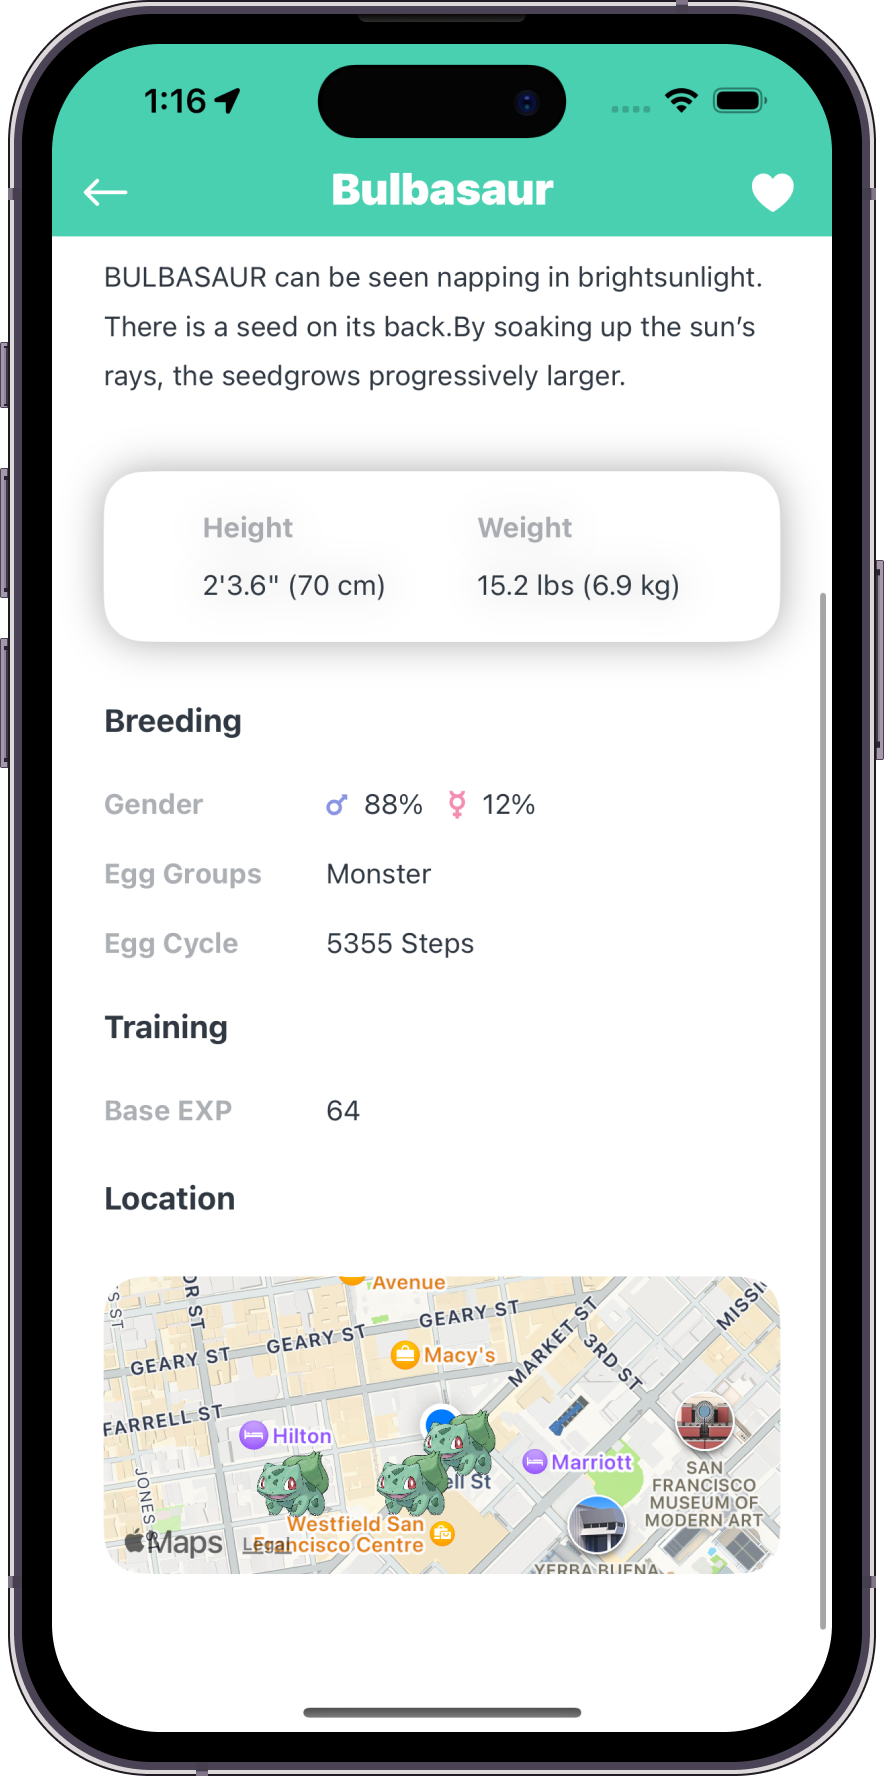 1:16
Bulbasaur
BULBASAUR can be seen napping in brightsunlight.
There is a seed on its back.By soaking up the sun’s
rays, the seedgrows progressively larger.
Height
Weight
2'3.6" (70 cm)
15.2 lbs (6.9 kg)
Breeding
Gender
88%
12%
Egg Groups
Monster
Egg Cycle
5355 Steps
Training
Base EXP
64
Location
S ST
OR ST
Avenue
GEARY ST
GEARY ST
GEARY ST
MARKET ST
3RD ST
MISSI
Macy's
FARRELL ST
Hilton
JONES
ell St
Marriott
SAN
FRANCISCO
MUSEUM OF
MODERN ART
Westfield San
Francisco Centre
Maps
Legal
YERBA BUENA